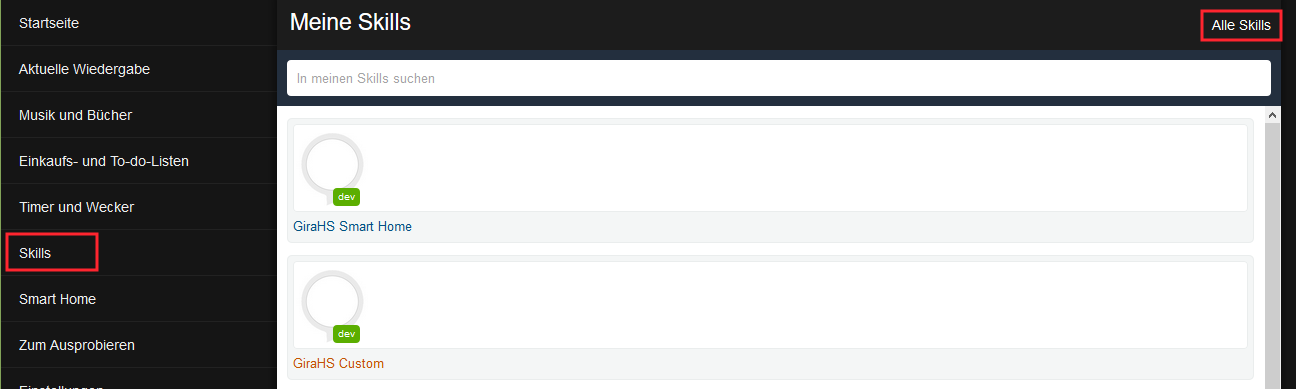 Startseite
Aktuelle Wiedergabe
Musik und Bücher
Einkaufs- und To-do-Listen
Timer und Wecker
Skills
Smart Home
Zum Ausprobieren
Einstellungen
Meine Skills
Alle Skills
In meinen Skills suchen
dev
GiraHS Smart Home
dev
GiraHS Custom